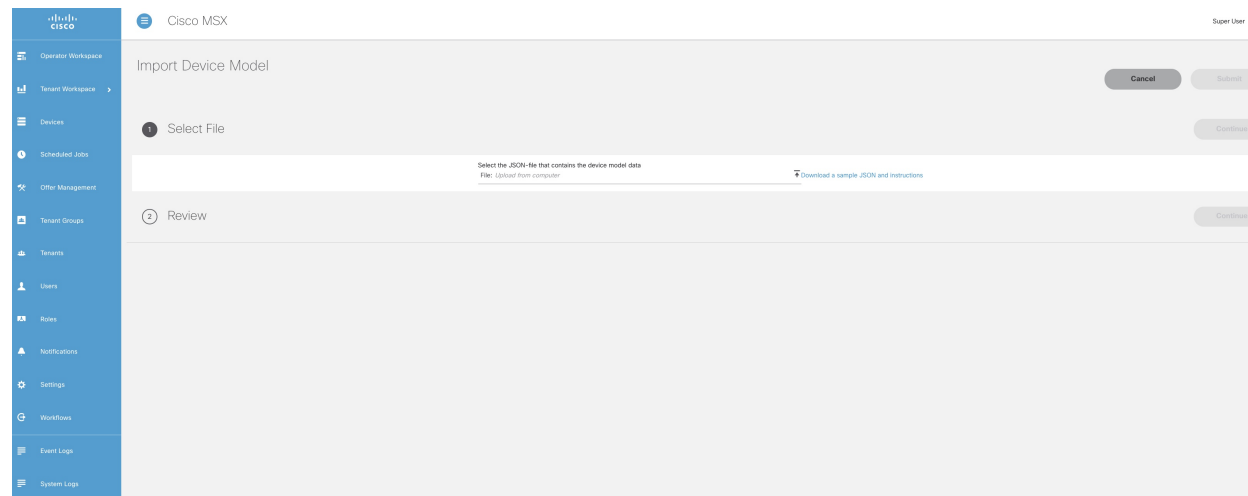 CISCO
Cisco MSX
Super User
Operator Workspace
Tenant Workspace
Devices
Scheduled Jobs
Offer Management
Tenant Groups
Tenants
Users
Roles
Notifications
Settings
Workflows
Event Logs
System Logs
Import Device Model
Cancel
Submit
1 Select File
Continue
Select the JSON-file that contains the device model data
File: Upload from computer
Download a sample JSON and instructions
2 Review
Continue